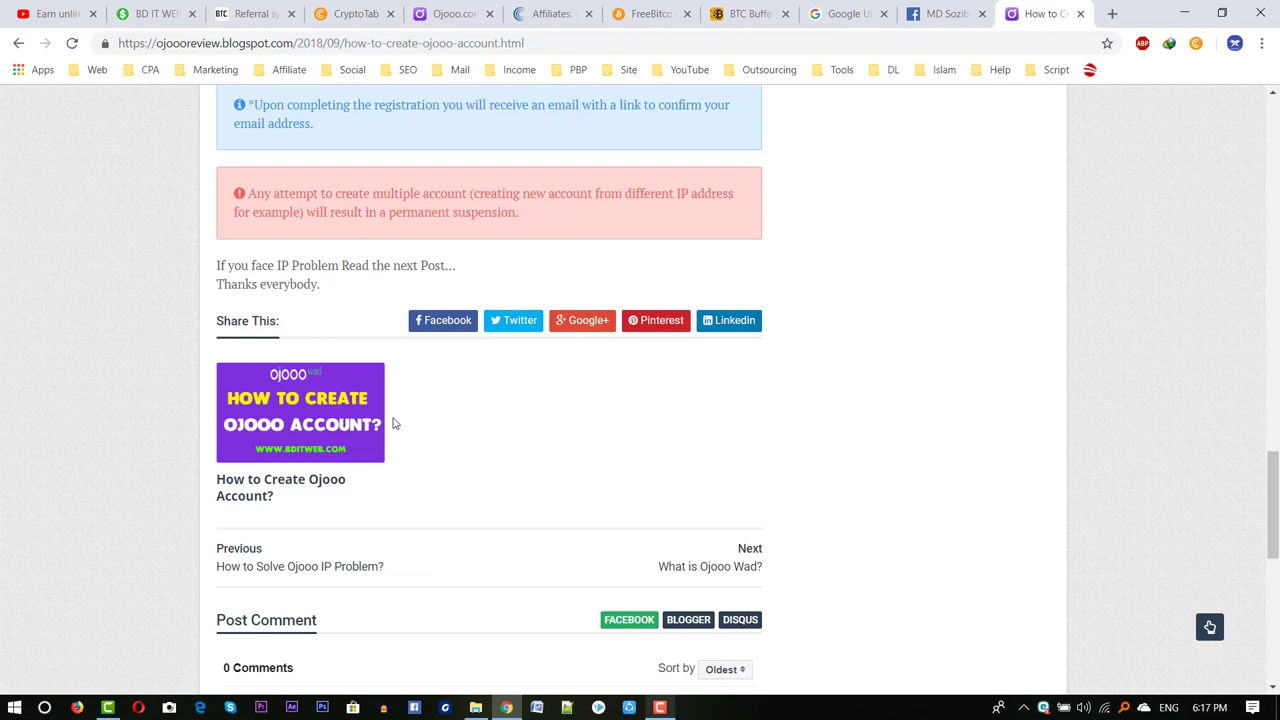 Earn unlin
BD IT WEB
Referral sy
CryptoTab
Ojooo.com
Affiliates:
FreeBitco.
BTC Buffe
Google U
MD Sozib
How to Cr
https://ojoooreview.blogspot.com/2018/09/how-to-create-ojooo-account.html
Apps Web CPA Marketing Affiliate Social SEO Mail Income PBP Site YouTube Outsourcing Tools DL Islam Help Script
*Upon completing the registration you will receive an email with a link to confirm your
email address.
Any attempt to create multiple account (creating new account from different IP address
for example) will result in a permanent suspension.
If you face IP Problem Read the next Post...
Thanks everybody.
Share This: Facebook Twitter Google+ Pinterest Linkedin
ojooo wad
HOW TO CREATE
OJOOO ACCOUNT?
WWW.BDITWEB.COM
How to Create Ojooo
Account?
Previous Next
How to Solve Ojooo IP Problem? What is Ojooo Wad?
Post Comment FACEBOOK BLOGGER DISQUS
0 Comments Sort by Oldest
ENG 6:17 PM